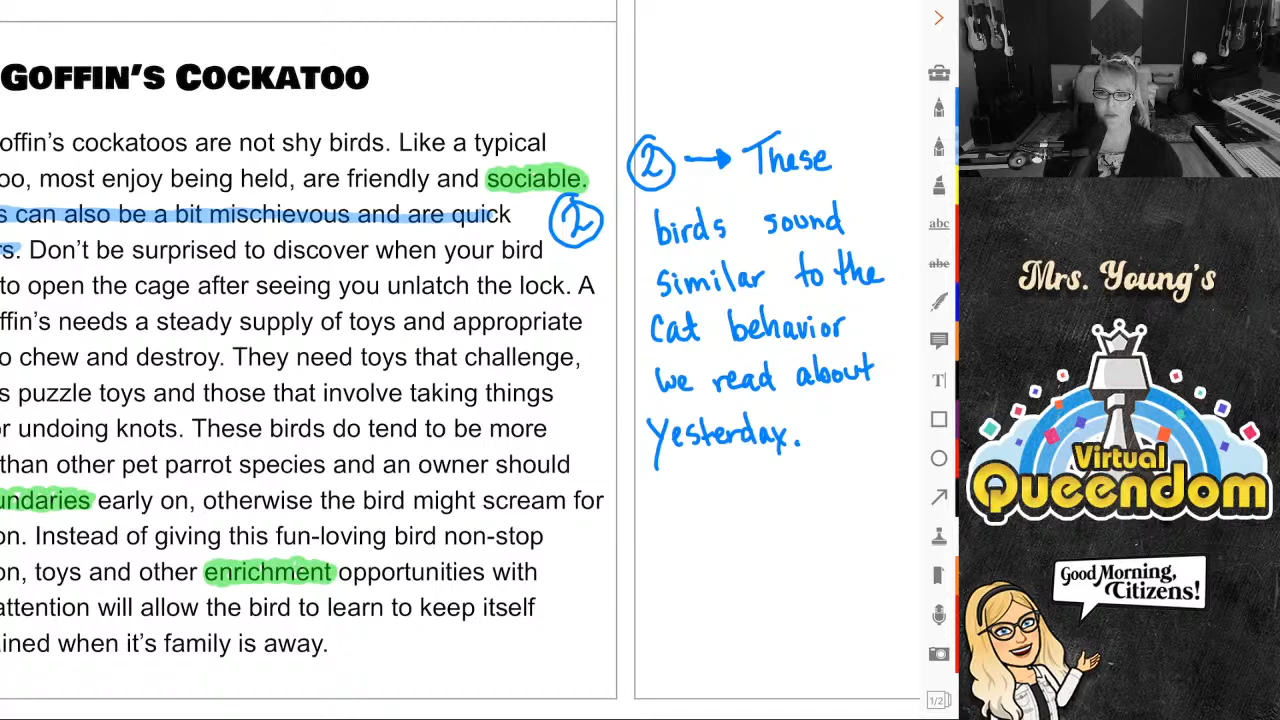 GOFFIN'S COCKATOO
offin's cockatoos are not shy birds. Like a typical
oo, most enjoy being held, are friendly and sociable.
s can also be a bit mischievous and are quick
rs. Don't be surprised to discover when your bird
to open the cage after seeing you unlatch the lock. A
ffin's needs a steady supply of toys and appropriate
o chew and destroy. They need toys that challenge,
s puzzle toys and those that involve taking things
or undoing knots. These birds do tend to be more
than other pet parrot species and an owner should
undaries early on, otherwise the bird might scream for
on. Instead of giving this fun-loving bird non-stop
on, toys and other enrichment opportunities with
attention will allow the bird to learn to keep itself
ained when it's family is away.
2
2 → These
birds sound
similar to the
cat behavior
we read about
yesterday.
abc
abc
T
1/2
Mrs. Young's
Virtual
Queendom
Good Morning,
Citizens!